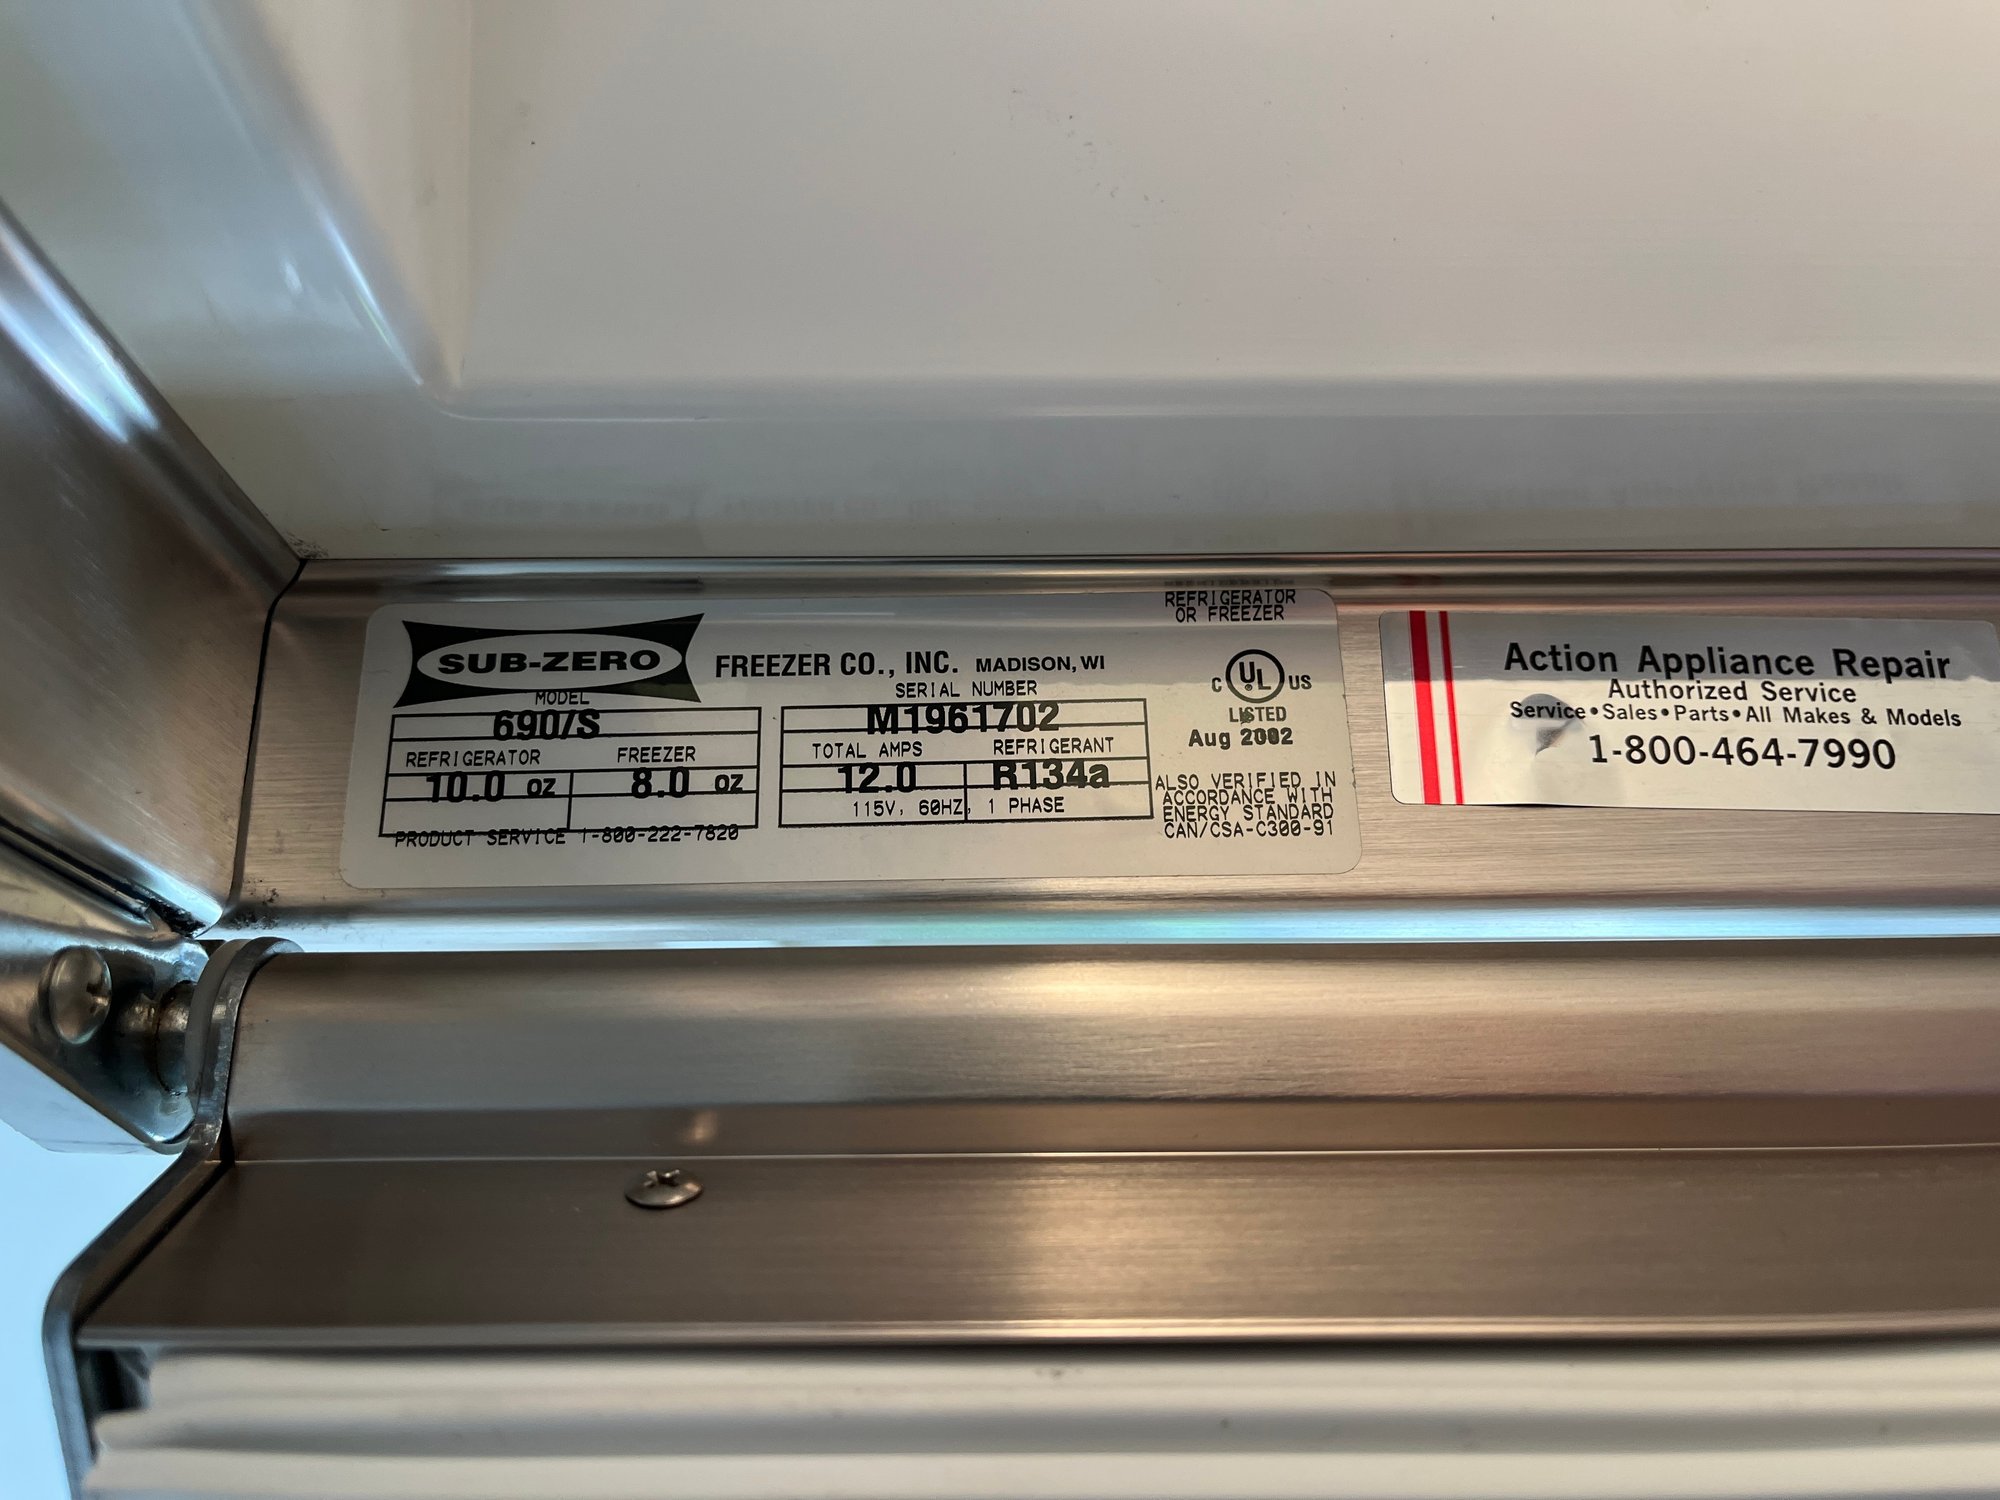 REFRIGERATOR
OR FREEZER
SUB-ZERO FREEZER CO., INC. MADISON, WI
MODEL
690/S
SERIAL NUMBER
M1961702
C UL US
LISTED
Aug 2002
REFRIGERATOR FREEZER
10.0 oz 8.0 oz
TOTAL AMPS REFRIGERANT
12.0 R134a
115V, 60HZ, 1 PHASE
PRODUCT SERVICE 1-800-222-7820
ALSO VERIFIED IN
ACCORDANCE WITH
ENERGY STANDARD
CAN/CSA-C300-91
Action Appliance Repair
Authorized Service
Service•Sales•Parts•All Makes & Models
1-800-464-7990